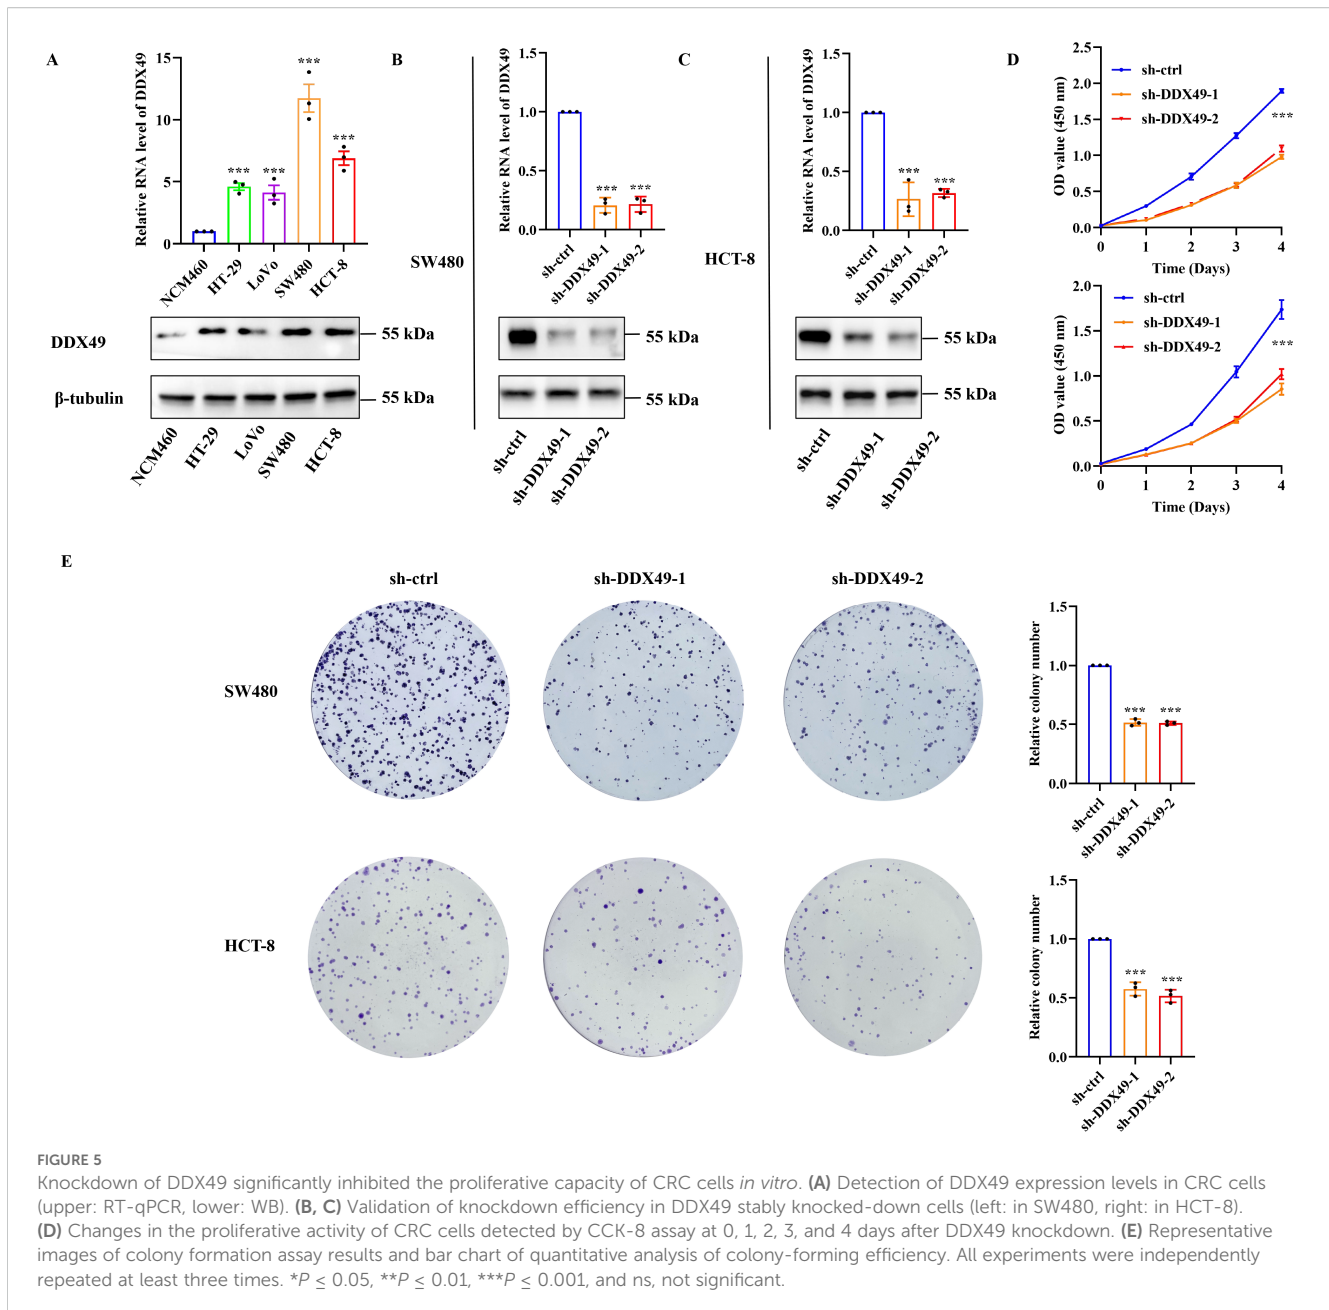 A
Relative RNA level of DDX49
15
10
5
0
***
***
***
***
NCM460
HT-29
LoVo
SW480
HCT-8
DDX49
55 kDa
β-tubulin
55 kDa
NCM460
HT-29
LoVo
SW480
HCT-8
B
SW480
Relative RNA level of DDX49
1.5
1.0
0.5
0.0
***
***
sh-ctrl
sh-DDX49-1
sh-DDX49-2
55 kDa
55 kDa
sh-ctrl
sh-DDX49-1
sh-DDX49-2
C
HCT-8
Relative RNA level of DDX49
1.5
1.0
0.5
0.0
***
***
sh-ctrl
sh-DDX49-1
sh-DDX49-2
55 kDa
55 kDa
sh-ctrl
sh-DDX49-1
sh-DDX49-2
D
OD value (450 nm)
2.5
2.0
1.5
1.0
0.5
0.0
sh-ctrl
sh-DDX49-1
sh-DDX49-2
***
0 1 2 3 4
Time (Days)
OD value (450 nm)
2.0
1.5
1.0
0.5
0.0
sh-ctrl
sh-DDX49-1
sh-DDX49-2
***
0 1 2 3 4
Time (Days)
E
sh-ctrl
sh-DDX49-1
sh-DDX49-2
SW480
Relative colony number
1.5
1.0
0.5
0.0
***
***
sh-ctrl
sh-DDX49-1
sh-DDX49-2
HCT-8
Relative colony number
1.5
1.0
0.5
0.0
***
***
sh-ctrl
sh-DDX49-1
sh-DDX49-2
FIGURE 5
Knockdown of DDX49 significantly inhibited the proliferative capacity of CRC cells in vitro. (A) Detection of DDX49 expression levels in CRC cells
(upper: RT-qPCR, lower: WB). (B, C) Validation of knockdown efficiency in DDX49 stably knocked-down cells (left: in SW480, right: in HCT-8).
(D) Changes in the proliferative activity of CRC cells detected by CCK-8 assay at 0, 1, 2, 3, and 4 days after DDX49 knockdown. (E) Representative
images of colony formation assay results and bar chart of quantitative analysis of colony-forming efficiency. All experiments were independently
repeated at least three times. *P ≤ 0.05, **P ≤ 0.01, ***P ≤ 0.001, and ns, not significant.